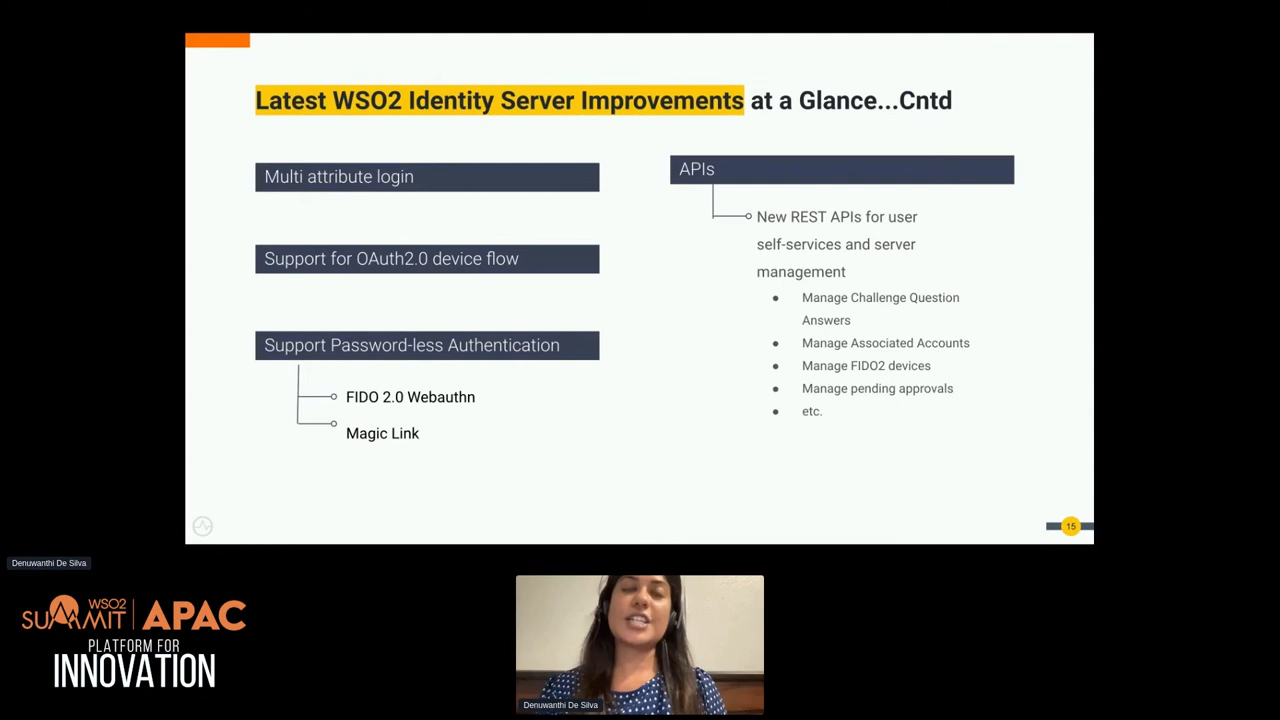 Latest WSO2 Identity Server Improvements at a Glance...Cntd
Multi attribute login
Support for OAuth2.0 device flow
Support Password-less Authentication
FIDO 2.0 Webauthn
Magic Link
APIs
New REST APIs for user
self-services and server
management
● Manage Challenge Question
Answers
● Manage Associated Accounts
● Manage FIDO2 devices
● Manage pending approvals
● etc.
15
Denuwanthi De Silva
WSO2
SUMMIT APAC
PLATFORM FOR
INNOVATION
Denuwanthi De Silva